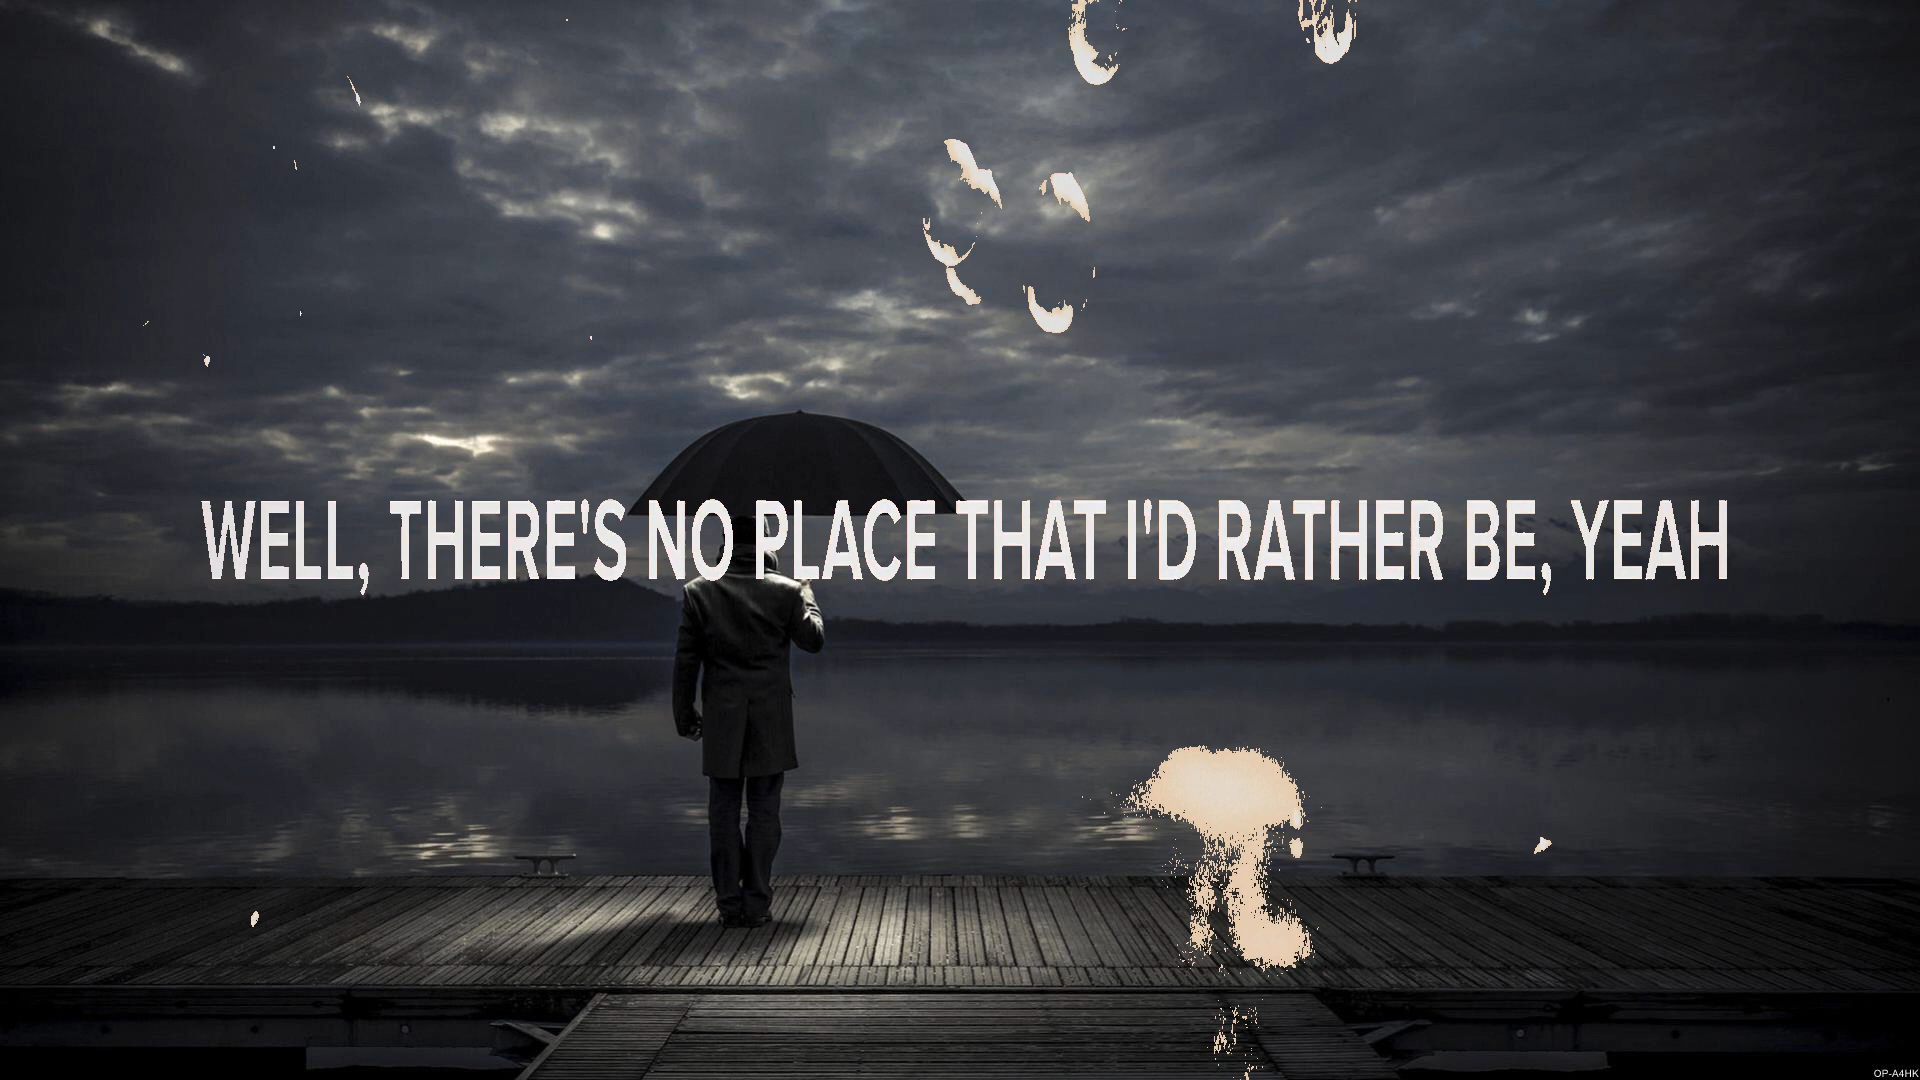 WELL, THERE'S NO PLACE THAT I'D RATHER BE, YEAH
OP-A4HK